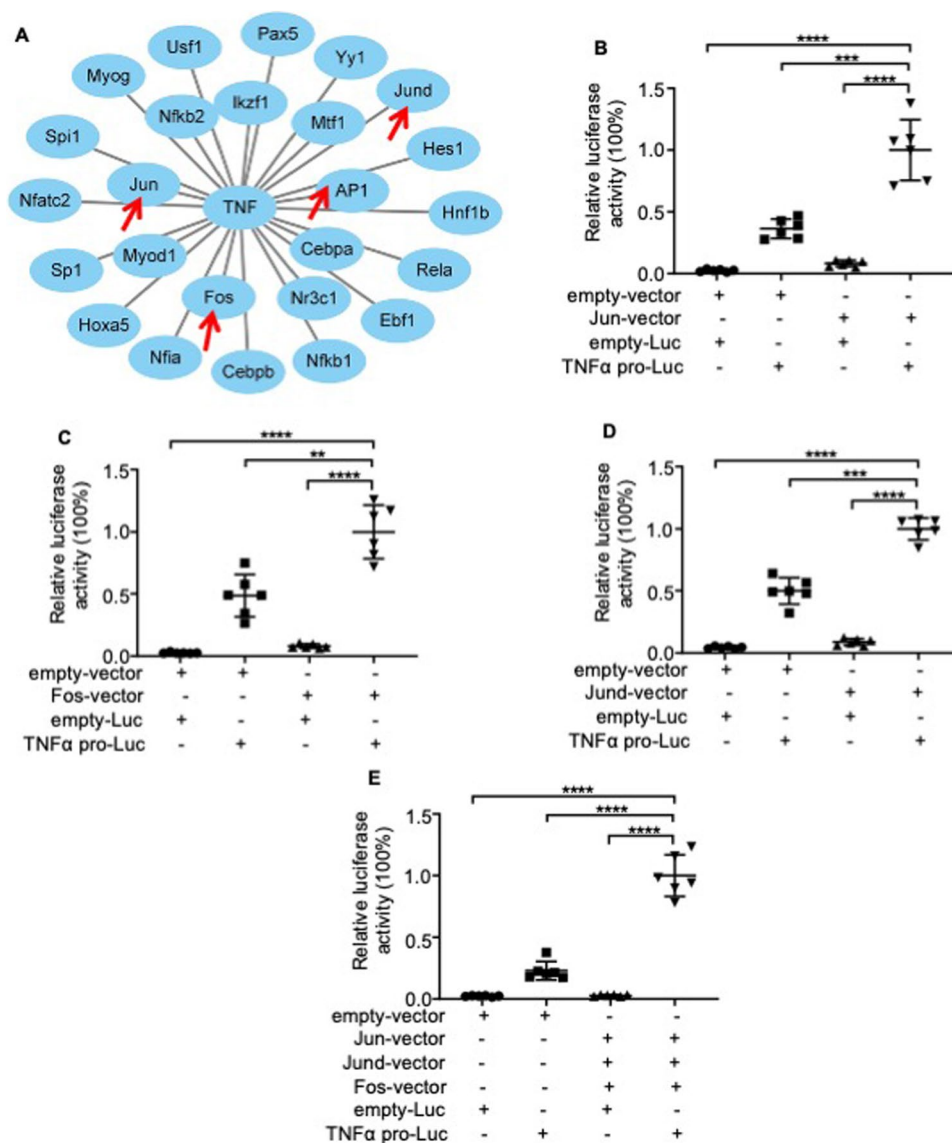 A
Pax5
Usf1
Yy1
Myog
Jund
Nfkb2
Ikzf1
Mtf1
Spi1
Hes1
Jun
AP1
Nfatc2
TNF
Hnf1b
Myod1
Cebpa
Sp1
Rela
Fos
Nr3c1
Hoxa5
Ebf1
Nfia
Cebpb
Nfkb1
B
****
***
****
Relative luciferase
activity (100%)
1.5
1.0
0.5
0.0
empty-vector + + - -
Jun-vector - - + +
empty-Luc + - + -
TNFα pro-Luc - + - +
C
****
**
****
Relative luciferase
activity (100%)
1.5
1.0
0.5
0.0
empty-vector + + - -
Fos-vector - - + +
empty-Luc + - + -
TNFα pro-Luc - + - +
D
****
***
****
Relative luciferase
activity (100%)
1.5
1.0
0.5
0.0
empty-vector + + - -
Jund-vector - - + +
empty-Luc + - + -
TNFα pro-Luc - + - +
E
****
****
****
Relative luciferase
activity (100%)
1.5
1.0
0.5
0.0
empty-vector + + - -
Jun-vector - - + +
Jund-vector - - + +
Fos-vector - - + +
empty-Luc + - + -
TNFα pro-Luc - + - +